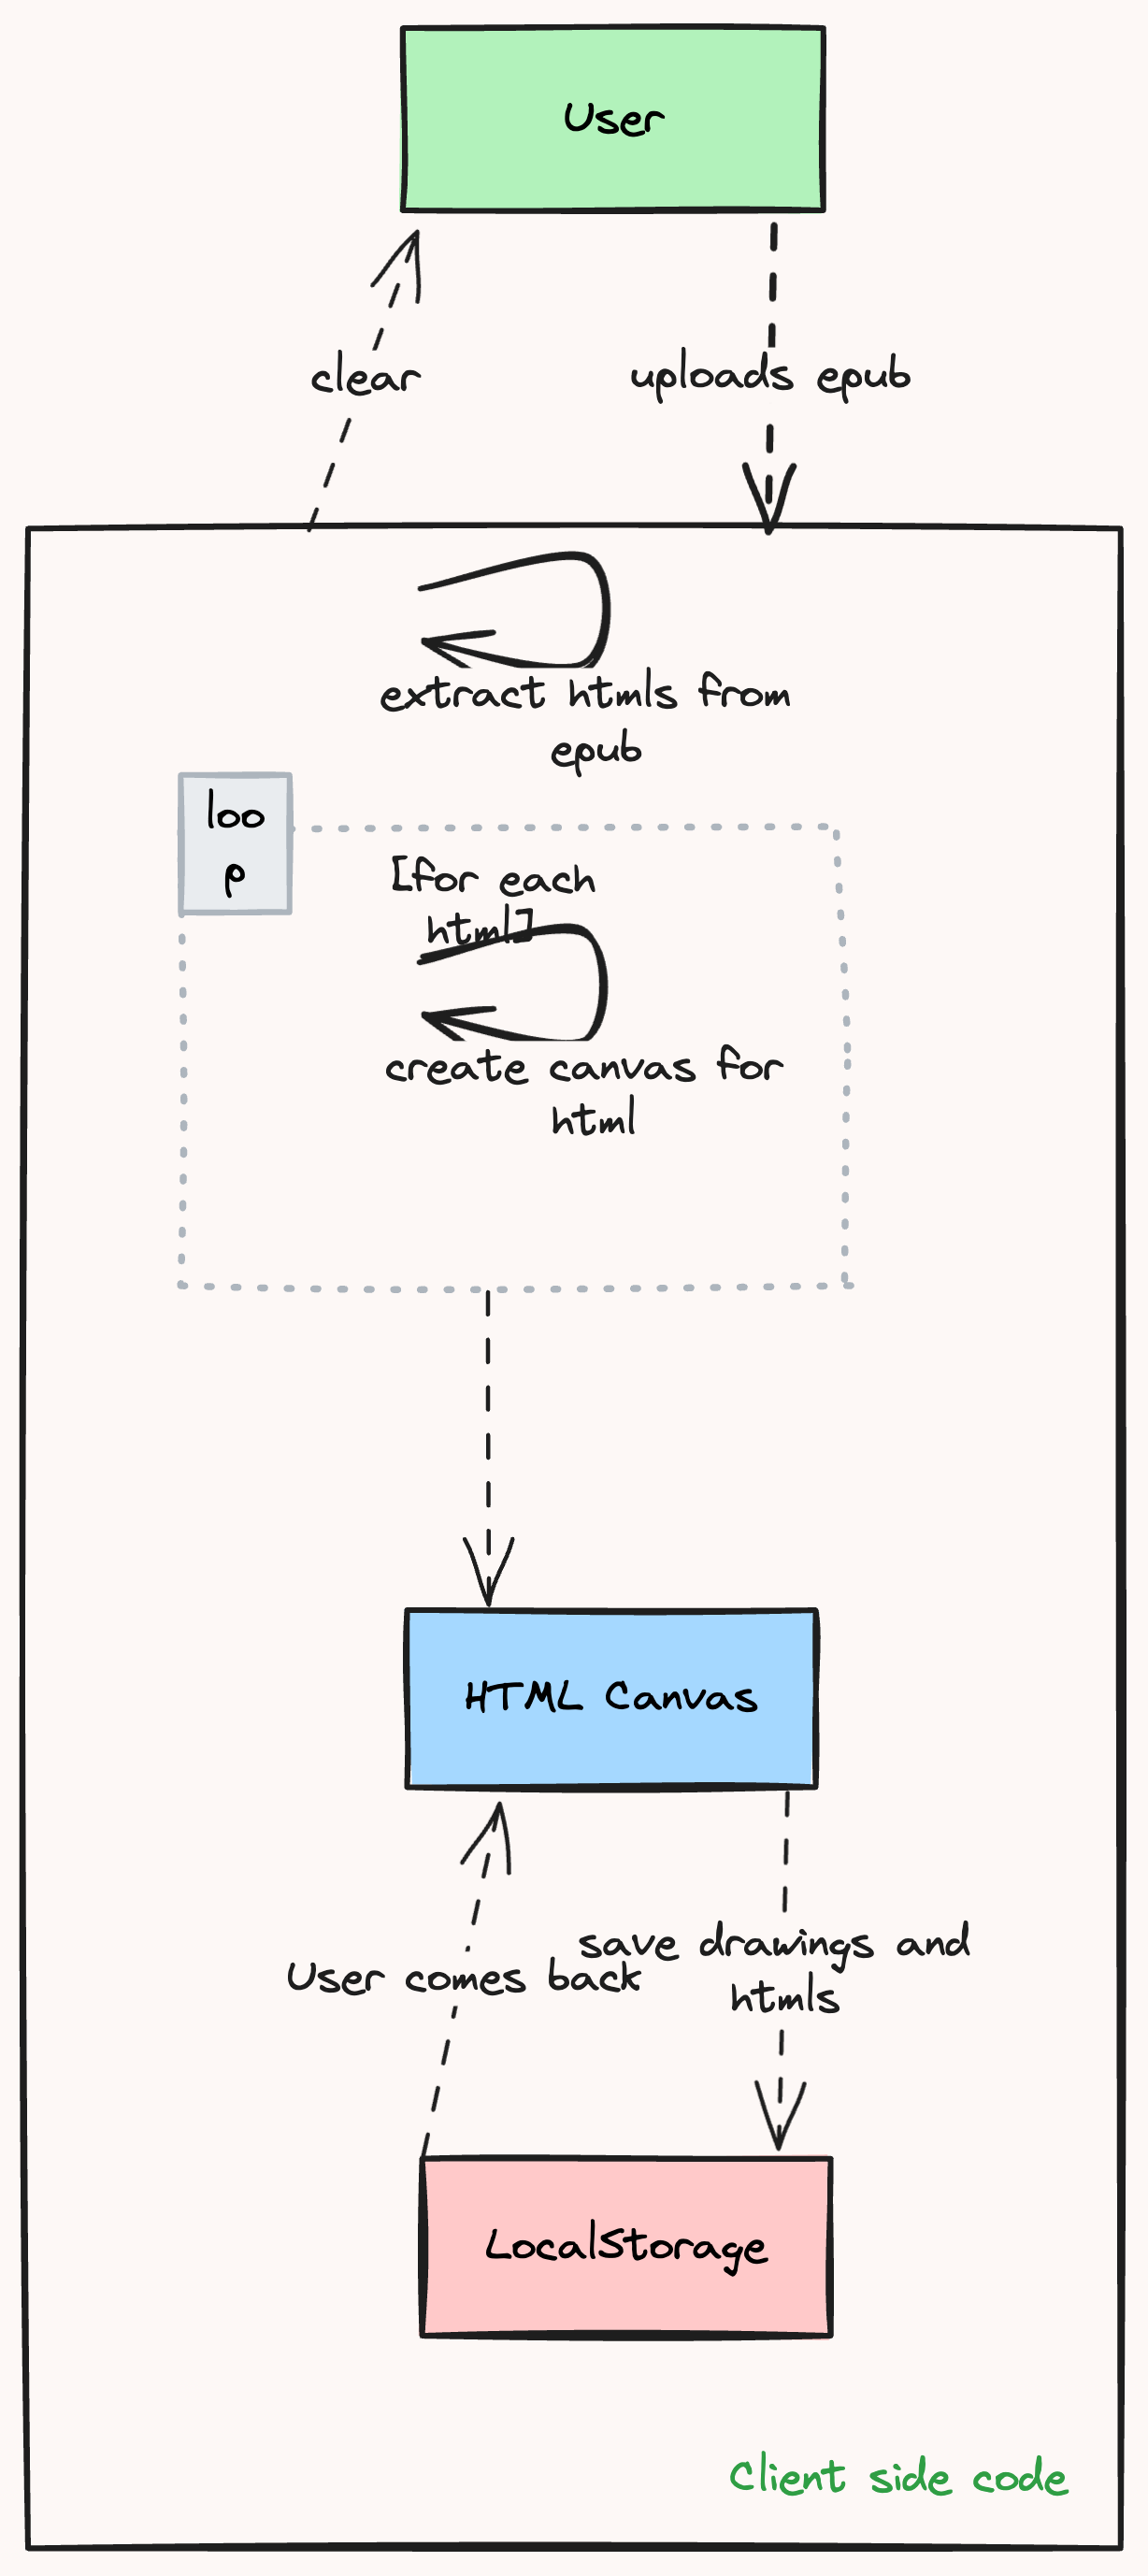 User
clear
uploads epub
extract htmls from
epub
loo
p
[for each
html]
create canvas for
html
HTML Canvas
save drawings and
htmls
User comes back
LocalStorage
Client side code